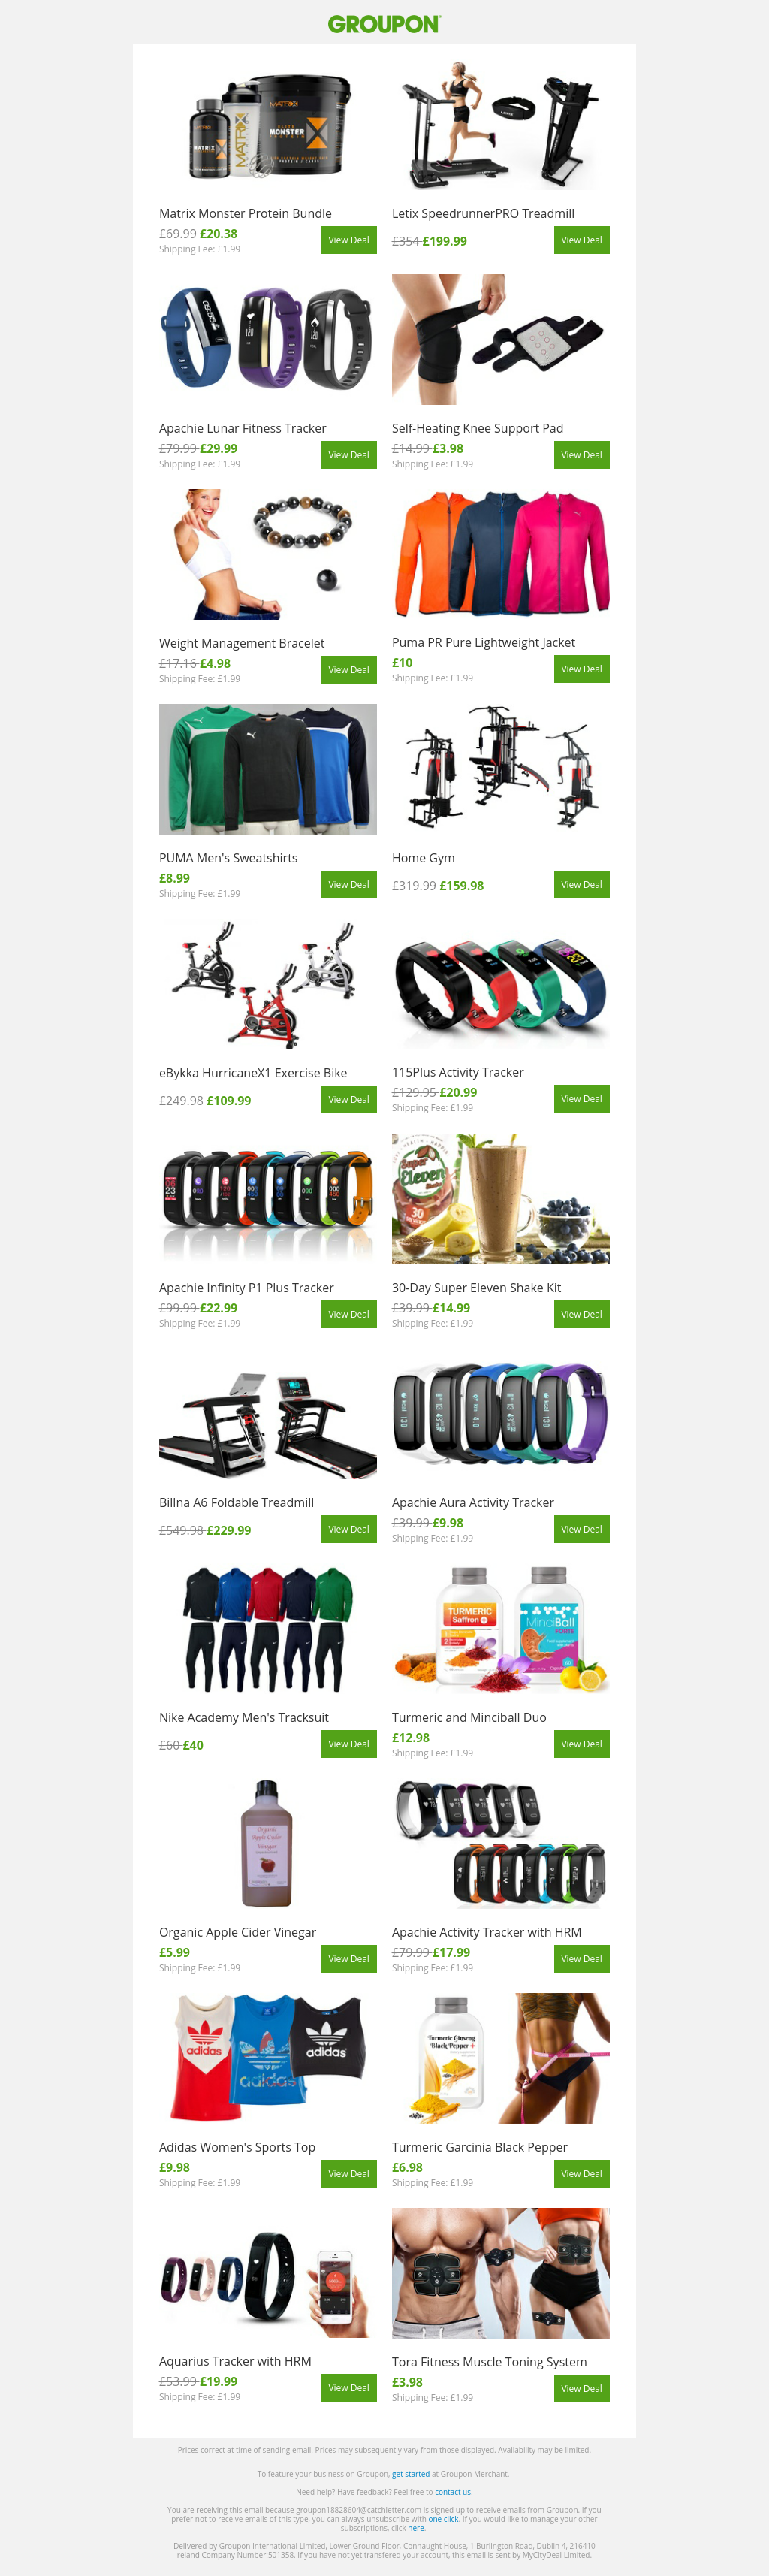 GROUPON
Matrix Monster Protein Bundle
£69.99 £20.38
Shipping Fee: £1.99
View Deal
Letix SpeedrunnerPRO Treadmill
£354 £199.99
View Deal
Apachie Lunar Fitness Tracker
£79.99 £29.99
Shipping Fee: £1.99
View Deal
Self-Heating Knee Support Pad
£14.99 £3.98
Shipping Fee: £1.99
View Deal
Weight Management Bracelet
£17.16 £4.98
Shipping Fee: £1.99
View Deal
Puma PR Pure Lightweight Jacket
£10
Shipping Fee: £1.99
View Deal
PUMA Men's Sweatshirts
£8.99
Shipping Fee: £1.99
View Deal
Home Gym
£319.99 £159.98
View Deal
eBykka HurricaneX1 Exercise Bike
£249.98 £109.99
View Deal
115Plus Activity Tracker
£129.95 £20.99
Shipping Fee: £1.99
View Deal
Apachie Infinity P1 Plus Tracker
£99.99 £22.99
Shipping Fee: £1.99
View Deal
Super
Eleven
30
30-Day Super Eleven Shake Kit
£39.99 £14.99
Shipping Fee: £1.99
View Deal
Billna A6 Foldable Treadmill
£549.98 £229.99
View Deal
Apachie Aura Activity Tracker
£39.99 £9.98
Shipping Fee: £1.99
View Deal
Nike Academy Men's Tracksuit
£60 £40
View Deal
TURMERIC
Saffron
MinciBall
FORTE
Turmeric and Minciball Duo
£12.98
Shipping Fee: £1.99
View Deal
Organic
Apple Cyder
Vinegar
Organic Apple Cider Vinegar
£5.99
Shipping Fee: £1.99
View Deal
Apachie Activity Tracker with HRM
£79.99 £17.99
Shipping Fee: £1.99
View Deal
adidas
adidas
adidas
Adidas Women's Sports Top
£9.98
Shipping Fee: £1.99
View Deal
Turmeric Ginseng
Black Pepper +
Turmeric Garcinia Black Pepper
£6.98
Shipping Fee: £1.99
View Deal
Aquarius Tracker with HRM
£53.99 £19.99
Shipping Fee: £1.99
View Deal
Tora Fitness Muscle Toning System
£3.98
Shipping Fee: £1.99
View Deal
Prices correct at time of sending email. Prices may subsequently vary from those displayed. Availability may be limited.
To feature your business on Groupon, get started at Groupon Merchant.
Need help? Have feedback? Feel free to contact us.
You are receiving this email because groupon18828604@catchletter.com is signed up to receive emails from Groupon. If you
prefer not to receive emails of this type, you can always unsubscribe with one click. If you would like to manage your other
subscriptions, click here.
Delivered by Groupon International Limited, Lower Ground Floor, Connaught House, 1 Burlington Road, Dublin 4, 216410
Ireland Company Number:501358. If you have not yet transfered your account, this email is sent by MyCityDeal Limited.